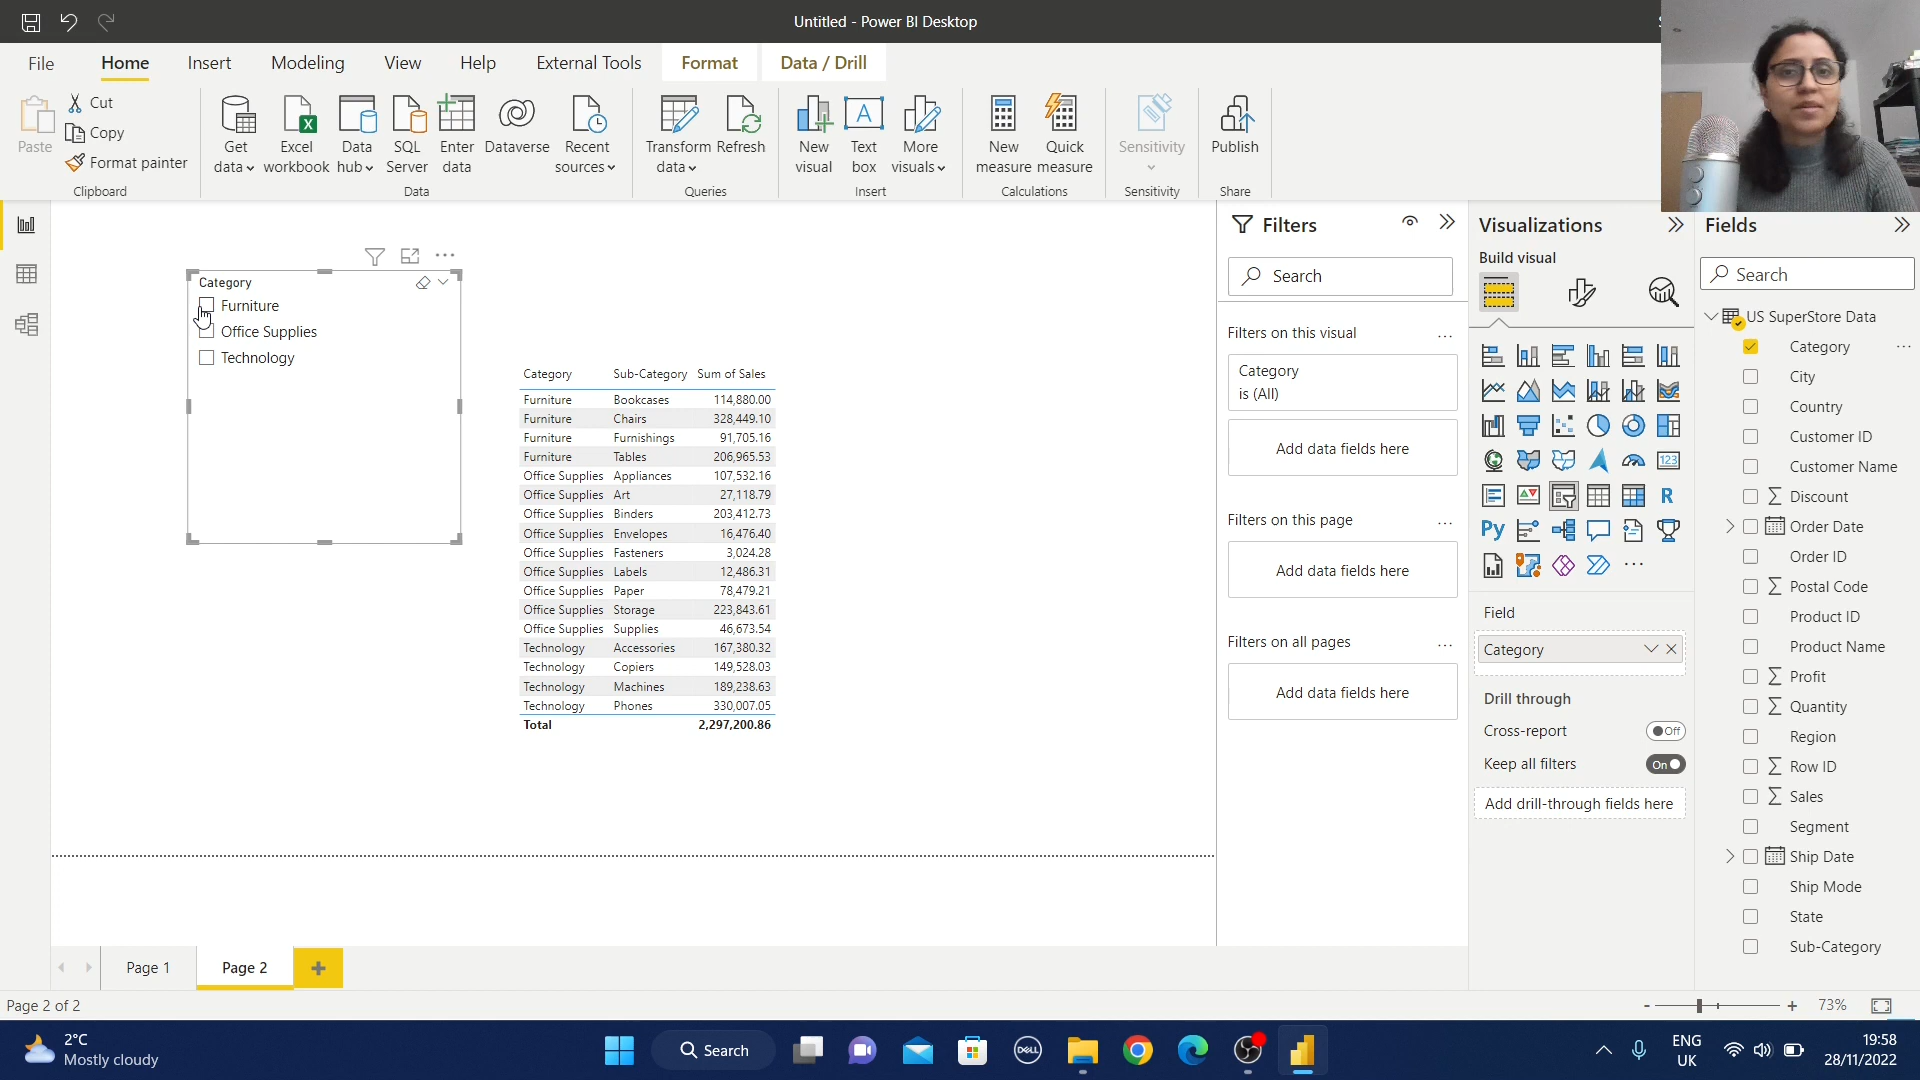 Untitled - Power BI Desktop
File Home Insert Modeling View Help External Tools Format Data / Drill
Paste
Cut
Copy
Format painter
Clipboard
Get data
Excel workbook
Data hub
SQL Server
Enter data
Dataverse
Recent sources
Data
Transform data
Refresh
Queries
New visual
Text box
More visuals
Insert
New measure
Quick measure
Calculations
Sensitivity
Sensitivity
Publish
Share
Category
Furniture
Office Supplies
Technology
Category Sub-Category Sum of Sales
Furniture Bookcases 114,880.00
Furniture Chairs 328,449.10
Furniture Furnishings 91,705.16
Furniture Tables 206,965.53
Office Supplies Appliances 107,532.16
Office Supplies Art 27,118.79
Office Supplies Binders 203,412.73
Office Supplies Envelopes 16,476.40
Office Supplies Fasteners 3,024.28
Office Supplies Labels 12,486.31
Office Supplies Paper 78,479.21
Office Supplies Storage 223,843.61
Office Supplies Supplies 46,673.54
Technology Accessories 167,380.32
Technology Copiers 149,528.03
Technology Machines 189,238.63
Technology Phones 330,007.05
Total 2,297,200.86
Filters
Search
Filters on this visual ...
Category
is (All)
Add data fields here
Filters on this page ...
Add data fields here
Filters on all pages ...
Add data fields here
Visualizations
Build visual
123
R
Py
...
Field
Category
Drill through
Cross-report Off
Keep all filters On
Add drill-through fields here
Fields
Search
US SuperStore Data
Category ...
City
Country
Customer ID
Customer Name
∑ Discount
Order Date
Order ID
∑ Postal Code
Product ID
Product Name
∑ Profit
∑ Quantity
Region
∑ Row ID
∑ Sales
Segment
Ship Date
Ship Mode
State
Sub-Category
Page 1 Page 2 +
Page 2 of 2
- + 73%
2°C
Mostly cloudy
Search
DELL
ENG
UK
19:58
28/11/2022